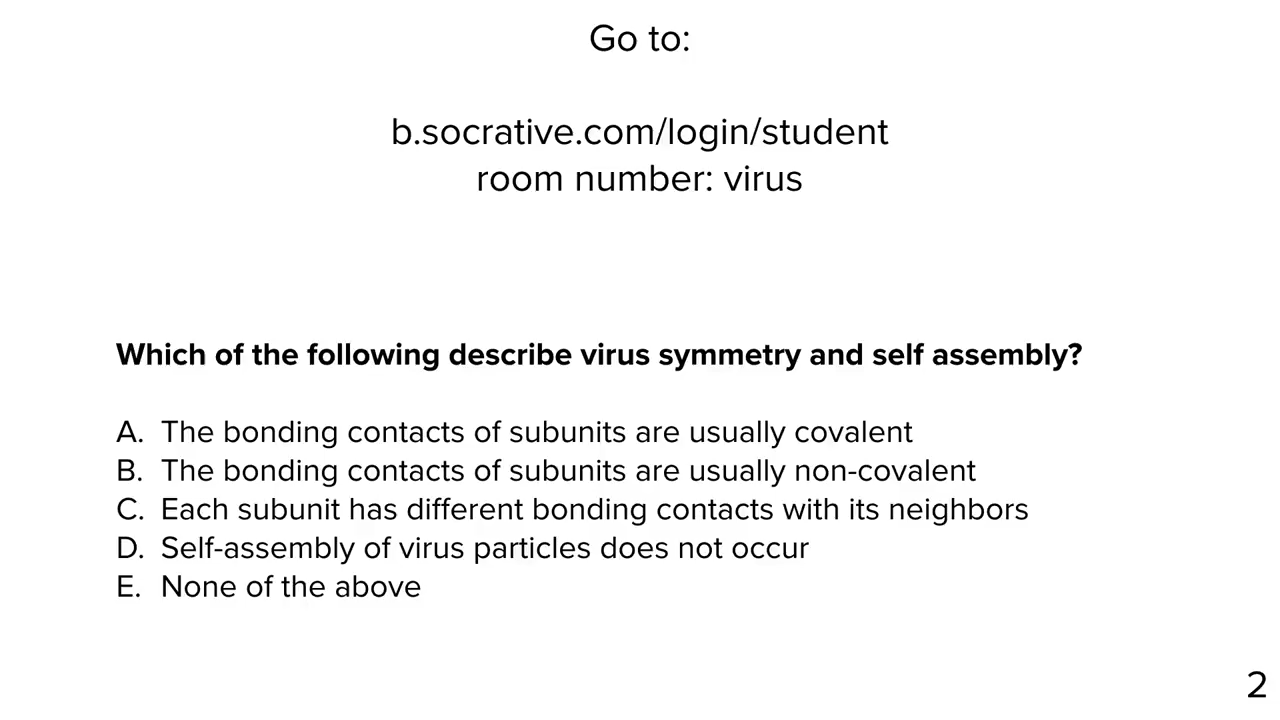 Go to:
b.socrative.com/login/student
room number: virus
Which of the following describe virus symmetry and self assembly?
A. The bonding contacts of subunits are usually covalent
B. The bonding contacts of subunits are usually non-covalent
C. Each subunit has different bonding contacts with its neighbors
D. Self-assembly of virus particles does not occur
E. None of the above
2